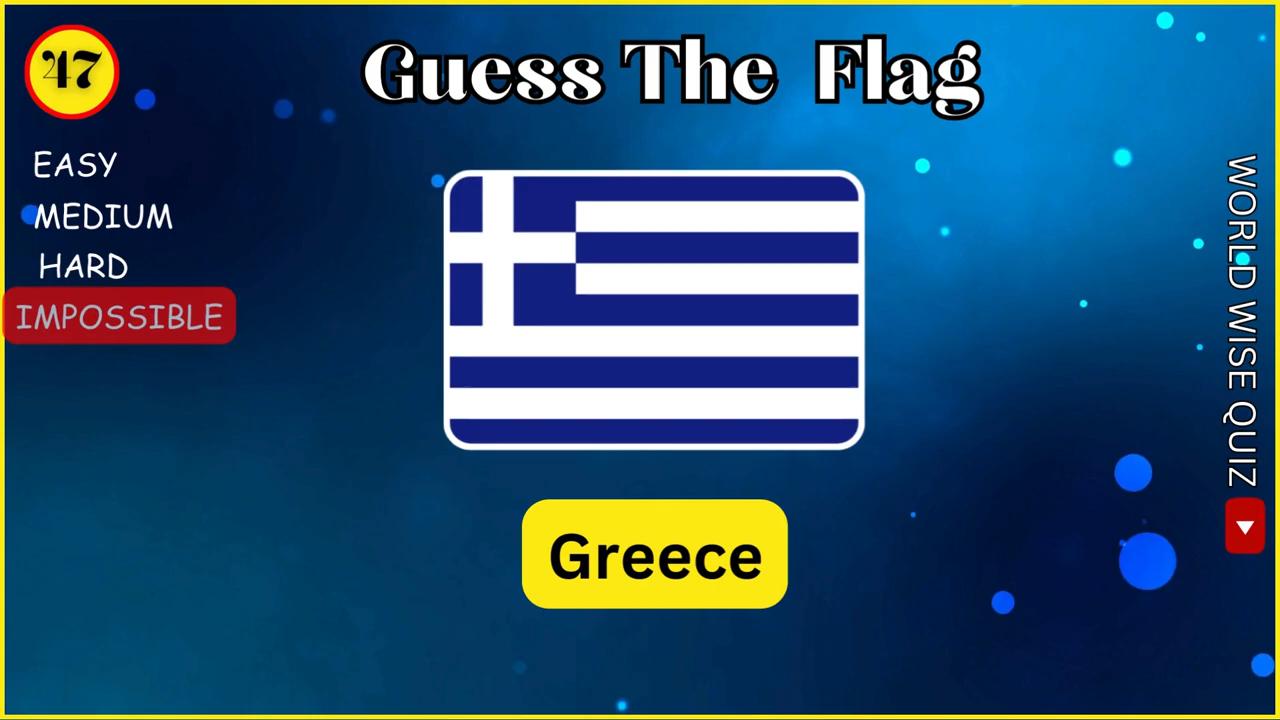 47
Guess The Flag
EASY
MEDIUM
HARD
IMPOSSIBLE
Greece
WORLD WISE QUIZ